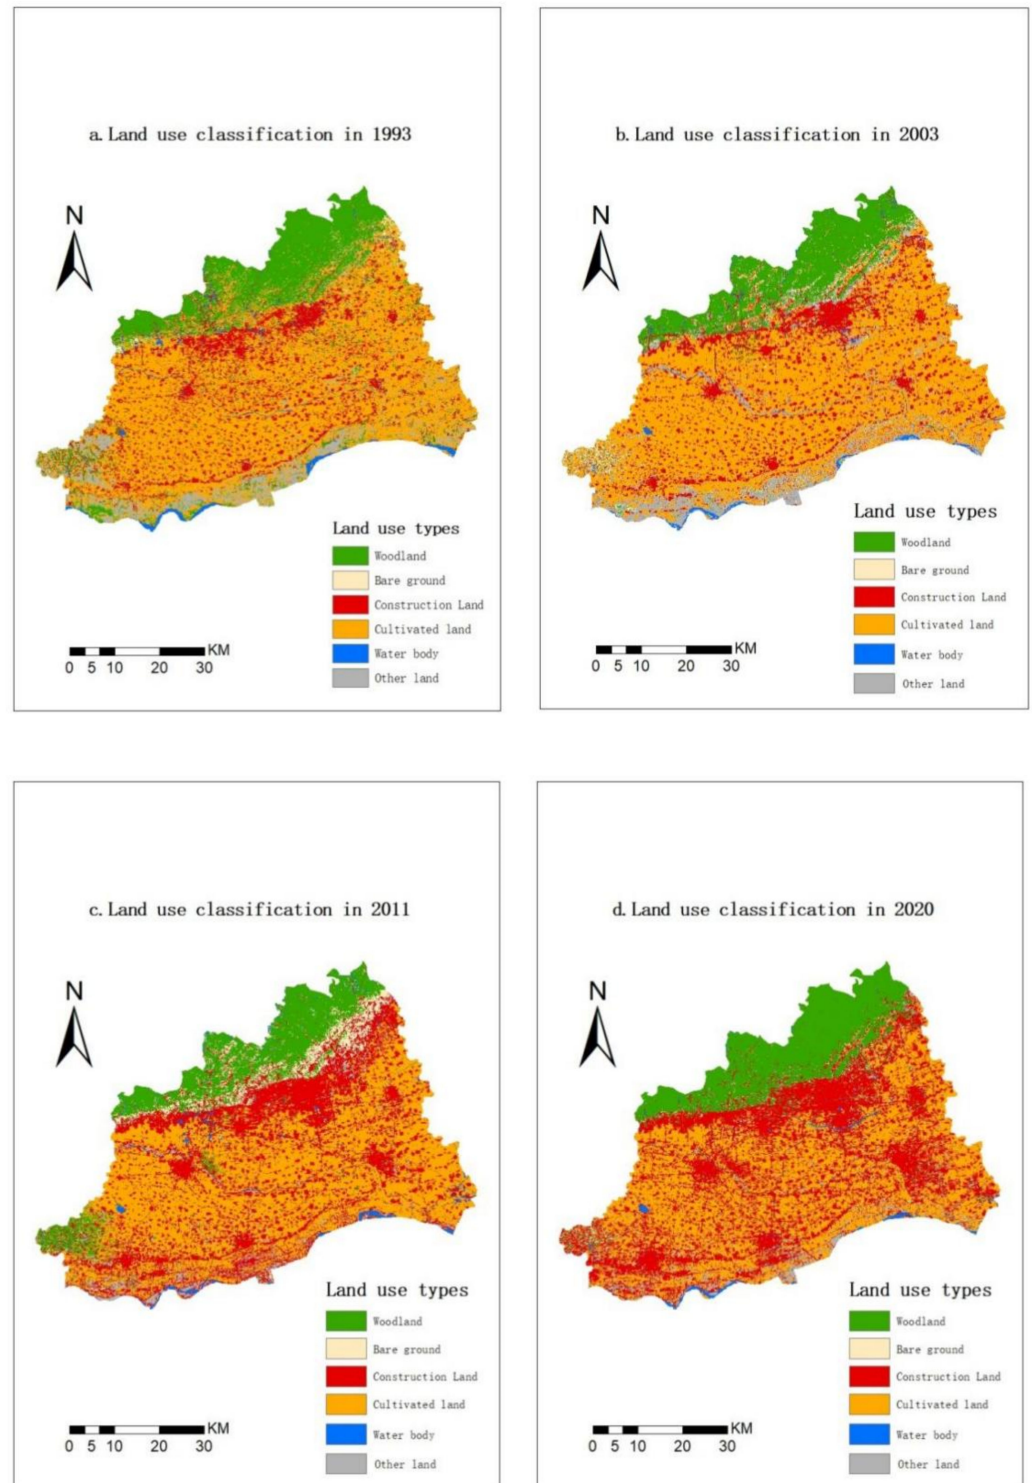 a. Land use classification in 1993
N
Land use types
Woodland
Bare ground
Construction Land
Cultivated land
Water body
Other land
KM
0 5 10 20 30
b. Land use classification in 2003
N
Land use types
Woodland
Bare ground
Construction Land
Cultivated land
Water body
Other land
KM
0 5 10 20 30
c. Land use classification in 2011
N
Land use types
Woodland
Bare ground
Construction Land
Cultivated land
Water body
Other land
KM
0 5 10 20 30
d. Land use classification in 2020
N
Land use types
Woodland
Bare ground
Construction Land
Cultivated land
Water body
Other land
KM
0 5 10 20 30